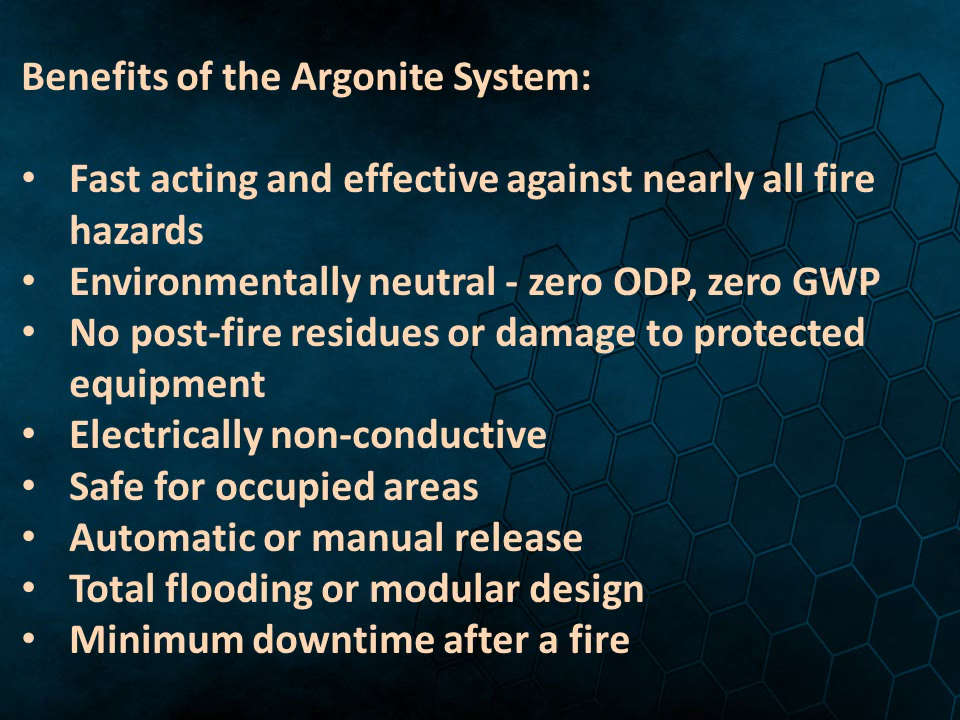 Benefits of the Argonite System:
• Fast acting and effective against nearly all fire
hazards
• Environmentally neutral - zero ODP, zero GWP
• No post-fire residues or damage to protected
equipment
• Electrically non-conductive
• Safe for occupied areas
• Automatic or manual release
• Total flooding or modular design
• Minimum downtime after a fire